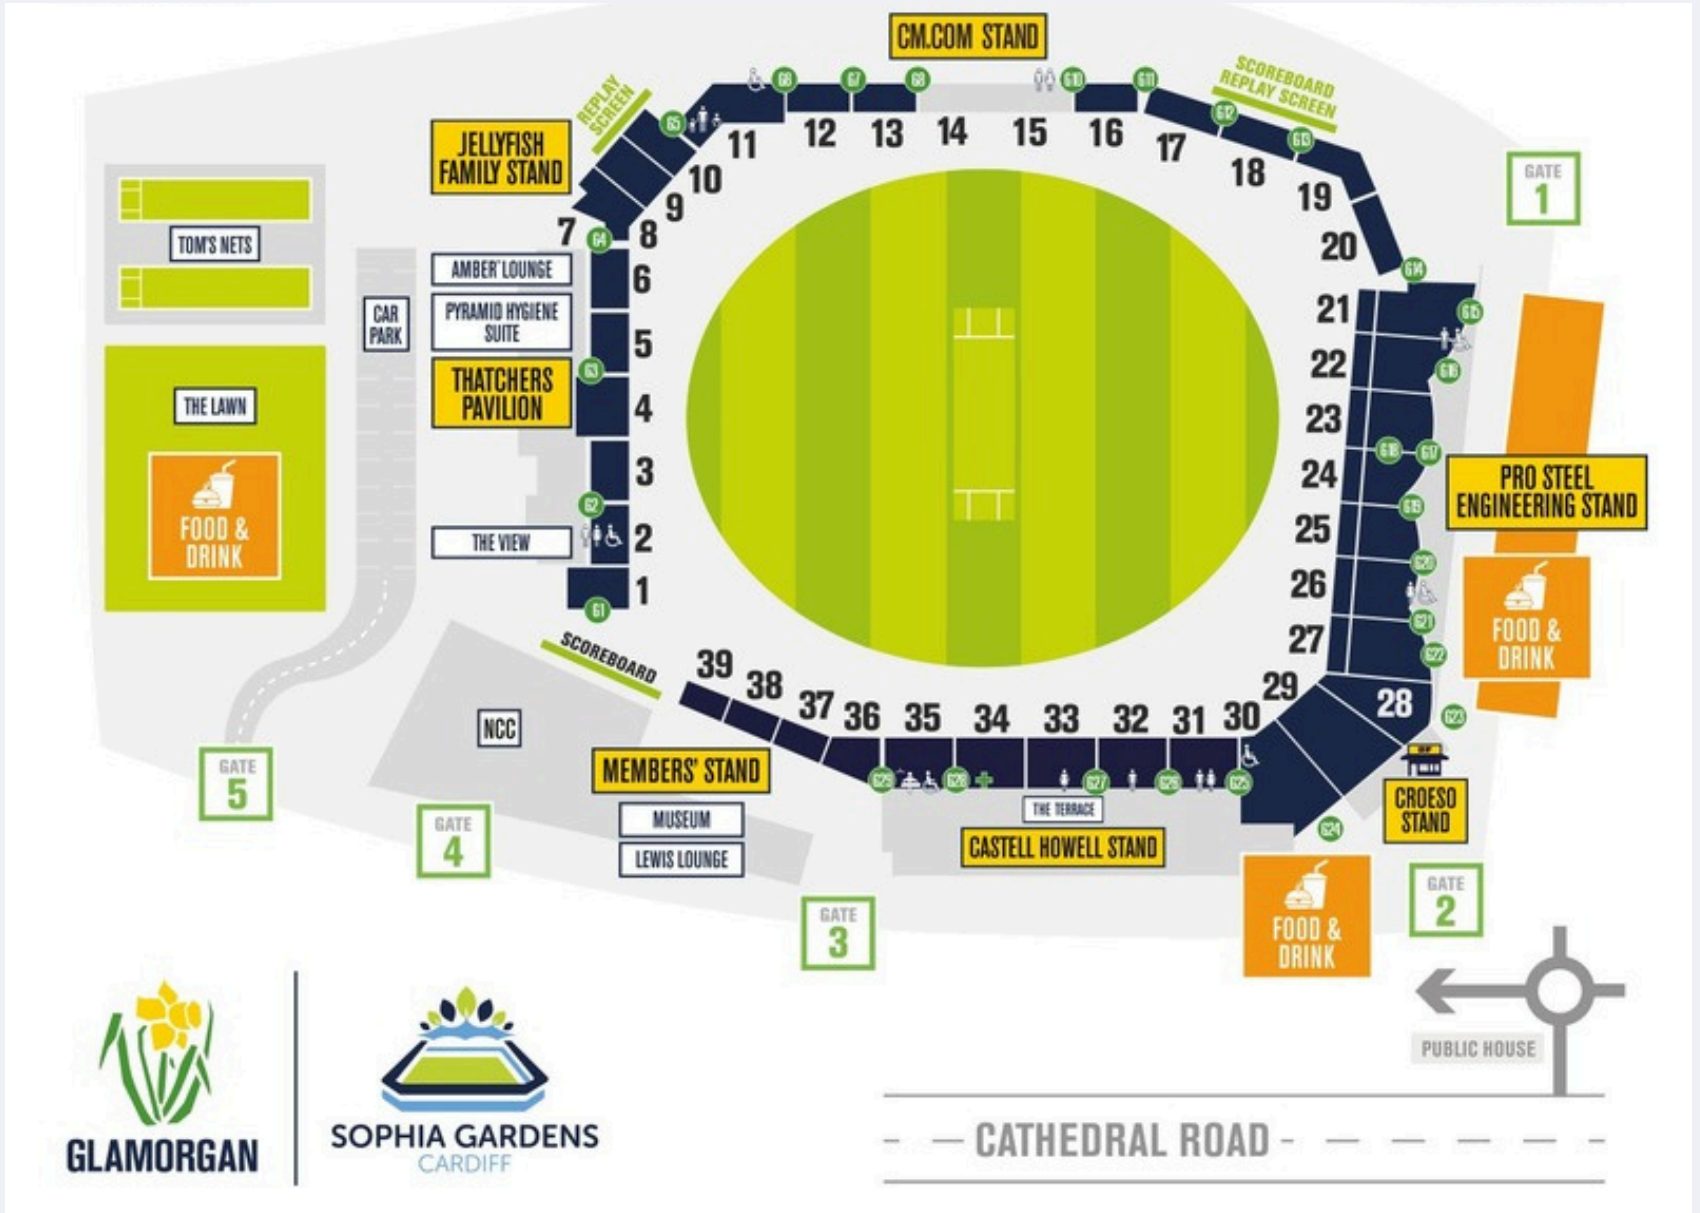 CM.COM STAND
REPLAY
SCREEN
SCOREBOARD
REPLAY SCREEN
G5
G6
G7
G8
G10
G11
G12
G13
11
12
13
14
15
16
17
18
19
20
JELLYFISH
FAMILY STAND
10
9
8
7
G4
GATE
1
G14
TOM'S NETS
AMBER LOUNGE
PYRAMID HYGIENE
SUITE
CAR
PARK
THATCHERS
PAVILION
THE LAWN
FOOD &
DRINK
THE VIEW
6
5
G3
4
3
G2
2
1
G1
21
G15
22
G16
23
G18
G17
24
G19
25
G20
26
G21
27
G22
PRO STEEL
ENGINEERING STAND
FOOD &
DRINK
SCOREBOARD
39
38
37
36
35
34
33
32
31
30
29
28
G23
NCC
MEMBERS' STAND
MUSEUM
LEWIS LOUNGE
G29
G28
G27
G26
G25
G24
THE TERRACE
CASTELL HOWELL STAND
CROESO
STAND
GATE
5
GATE
4
GATE
3
FOOD &
DRINK
GATE
2
PUBLIC HOUSE
CATHEDRAL ROAD
GLAMORGAN
SOPHIA GARDENS
CARDIFF